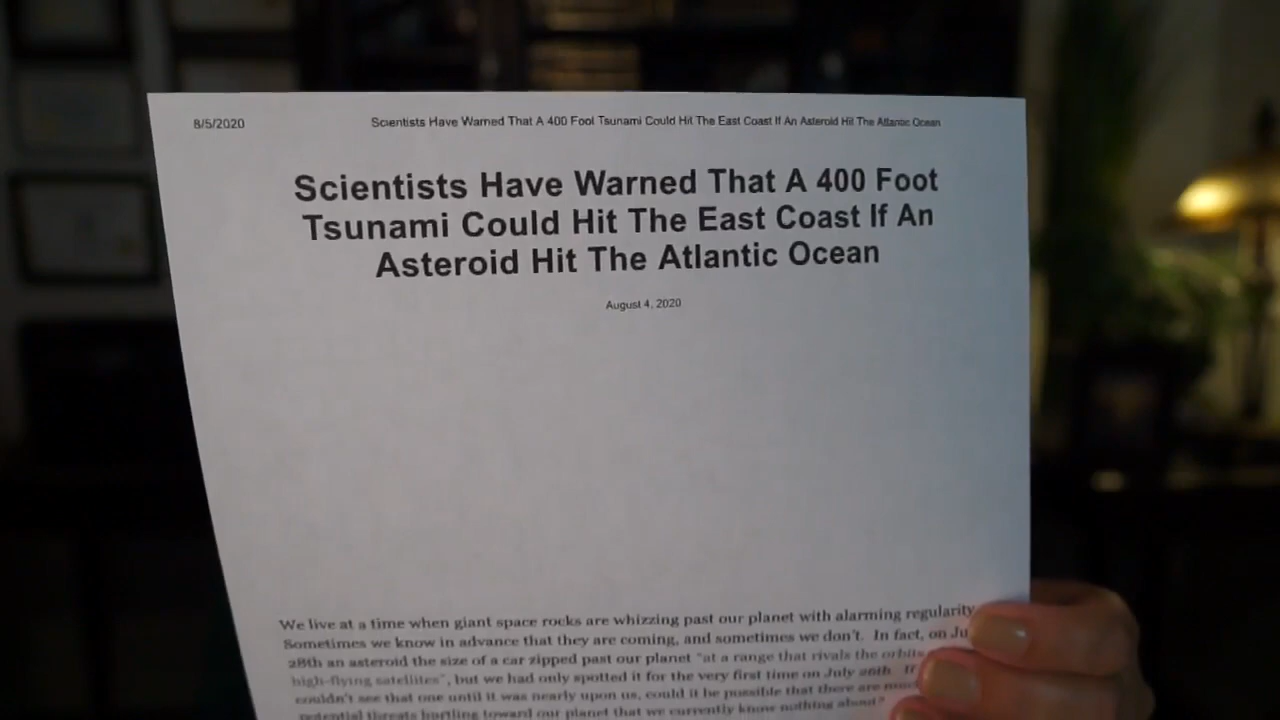 8/5/2020 Scientists Have Warned That A 400 Foot Tsunami Could Hit The East Coast If An Asteroid Hit The Atlantic Ocean
Scientists Have Warned That A 400 Foot
Tsunami Could Hit The East Coast If An
Asteroid Hit The Atlantic Ocean
August 4, 2020
We live at a time when giant space rocks are whizzing past our planet with alarming regularity.
Sometimes we know in advance that they are coming, and sometimes we don't. In fact, on Ju
28th an asteroid the size of a car zipped past our planet "at a range that rivals the orbits
high-flying satellites", but we had only spotted it for the very first time on July 26th. If
couldn't see that one until it was nearly upon us, could it be possible that there are
potential threats hurtling toward our planet that we currently know nothing about?